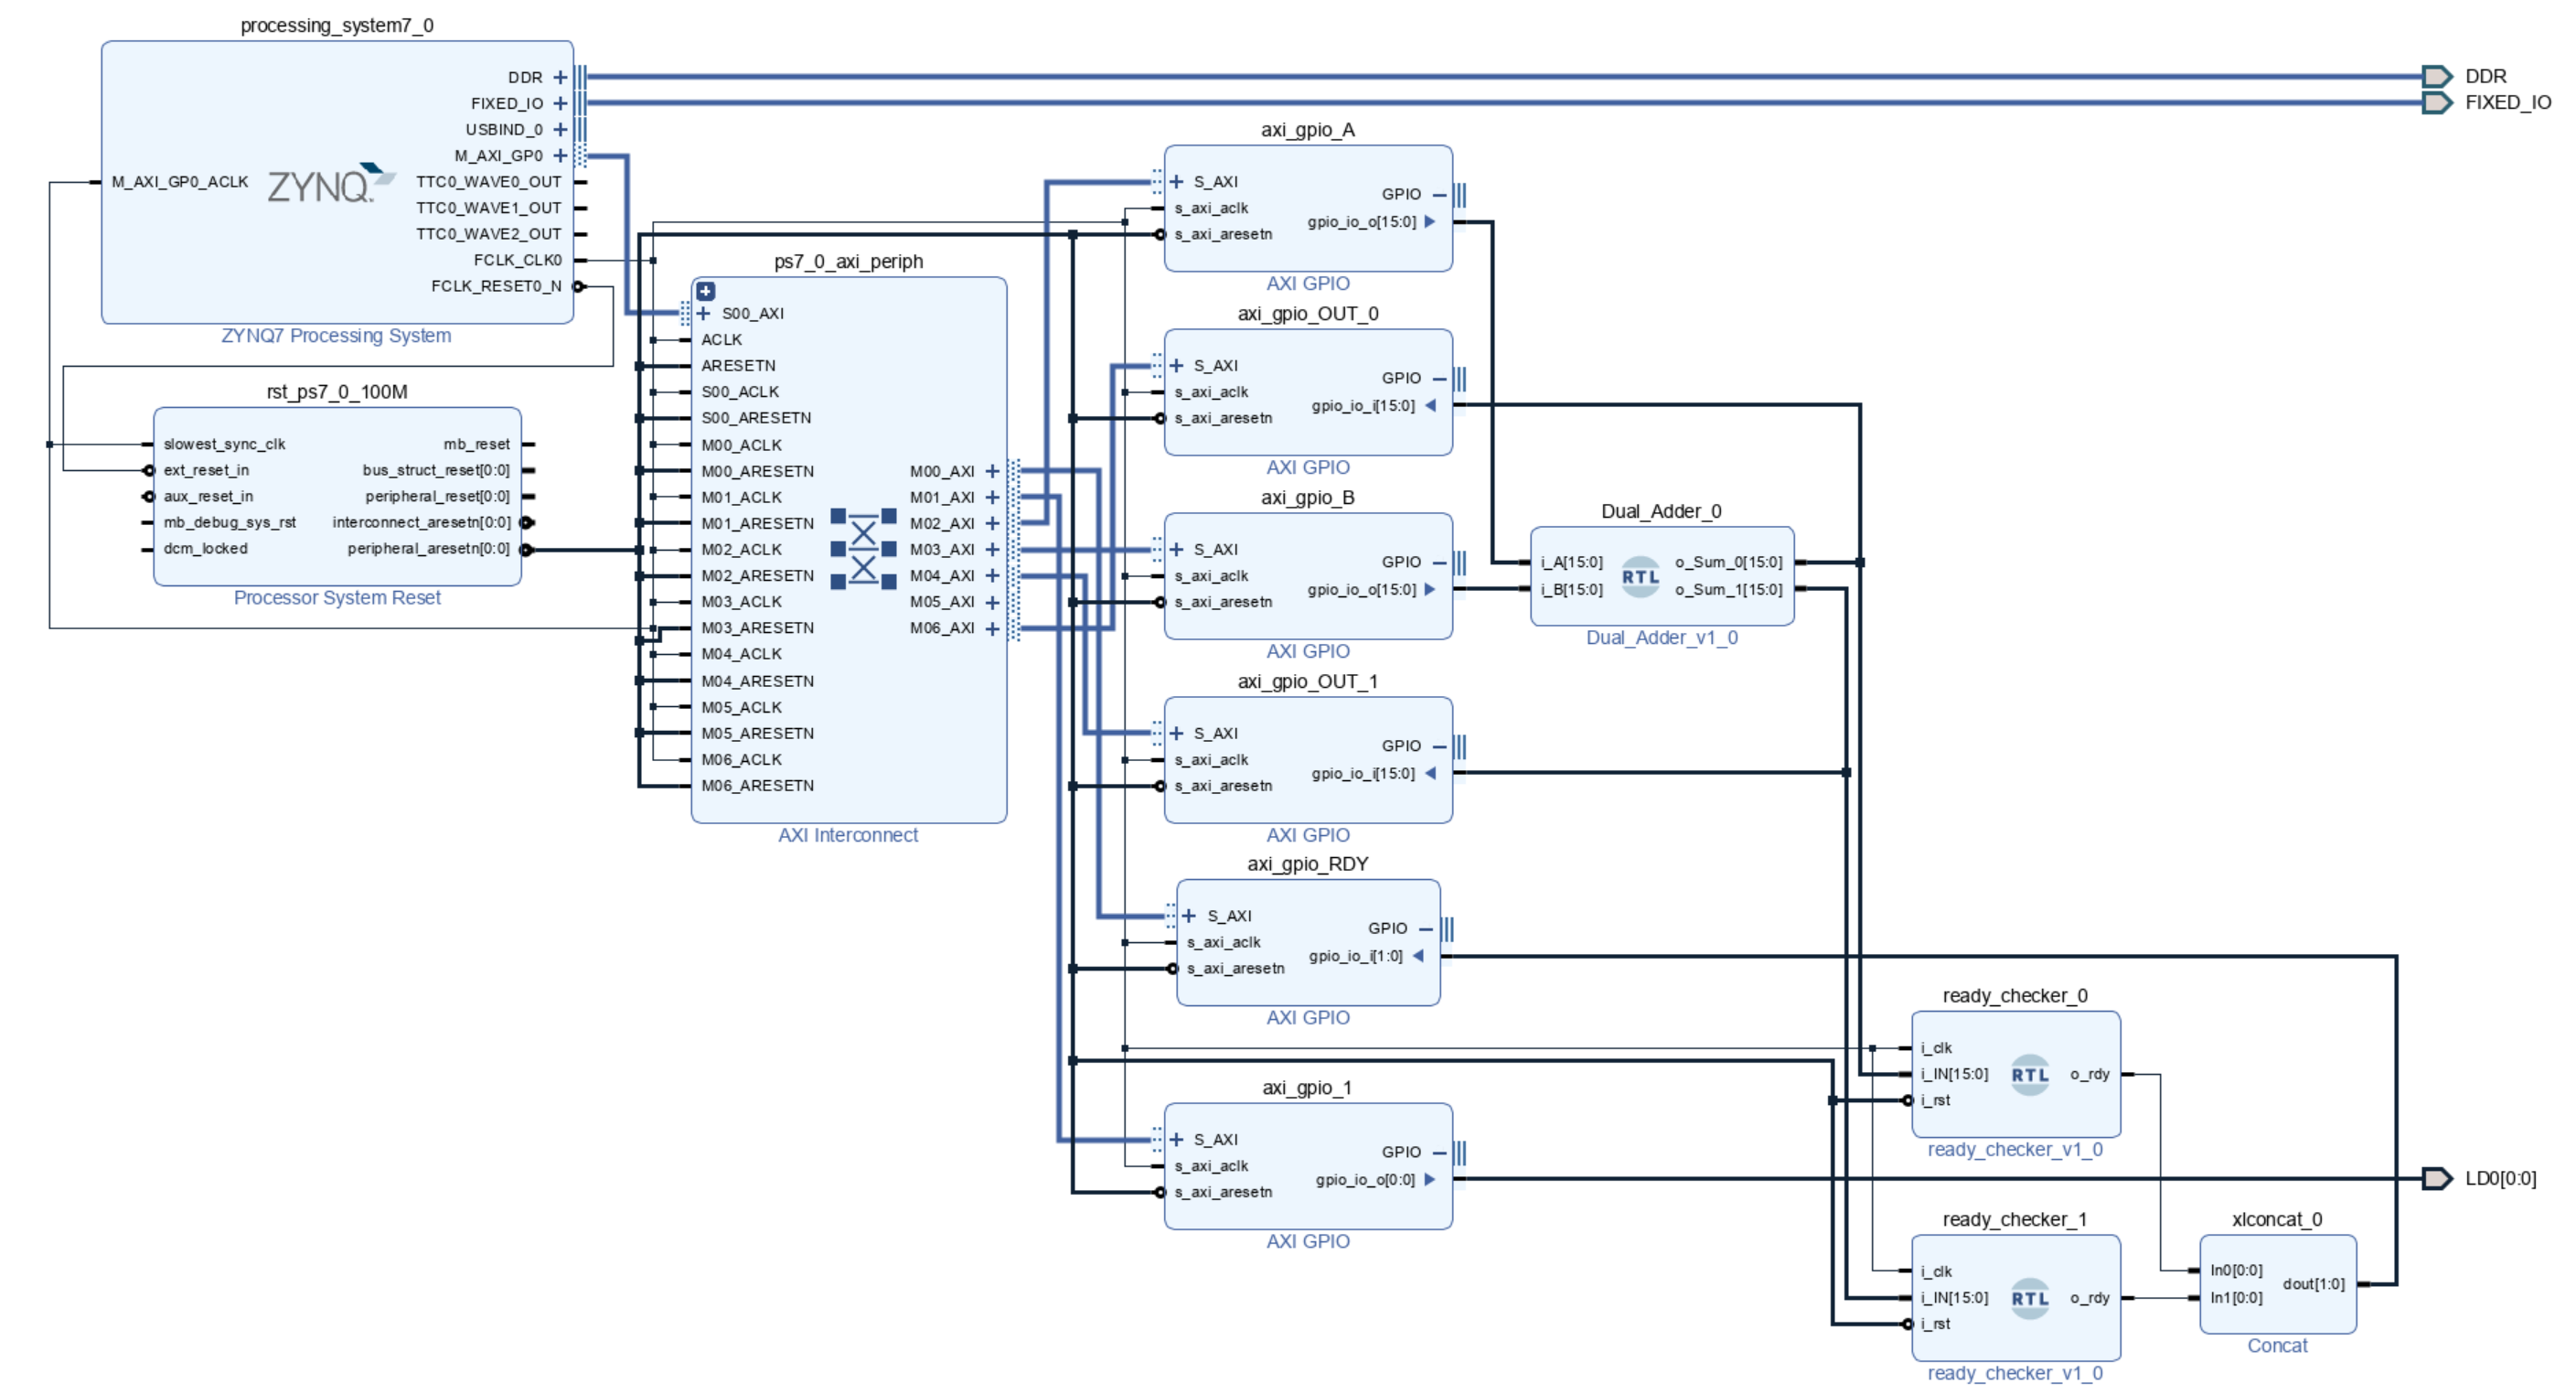 processing_system7_0
DDR
FIXED_IO
USBIND_0
M_AXI_GP0
M_AXI_GP0_ACLK
ZYNQ
TTC0_WAVE0_OUT
TTC0_WAVE1_OUT
TTC0_WAVE2_OUT
FCLK_CLK0
FCLK_RESET0_N
ZYNQ7 Processing System
DDR
FIXED_IO
rst_ps7_0_100M
slowest_sync_clk
ext_reset_in
aux_reset_in
mb_debug_sys_rst
dcm_locked
mb_reset
bus_struct_reset[0:0]
peripheral_reset[0:0]
interconnect_aresetn[0:0]
peripheral_aresetn[0:0]
Processor System Reset
ps7_0_axi_periph
S00_AXI
ACLK
ARESETN
S00_ACLK
S00_ARESETN
M00_ACLK
M00_ARESETN
M01_ACLK
M01_ARESETN
M02_ACLK
M02_ARESETN
M03_ACLK
M03_ARESETN
M04_ACLK
M04_ARESETN
M05_ACLK
M05_ARESETN
M06_ACLK
M06_ARESETN
M00_AXI
M01_AXI
M02_AXI
M03_AXI
M04_AXI
M05_AXI
M06_AXI
AXI Interconnect
axi_gpio_A
S_AXI
s_axi_aclk
s_axi_aresetn
GPIO
gpio_io_o[15:0]
AXI GPIO
axi_gpio_OUT_0
S_AXI
s_axi_aclk
s_axi_aresetn
GPIO
gpio_io_i[15:0]
AXI GPIO
axi_gpio_B
S_AXI
s_axi_aclk
s_axi_aresetn
GPIO
gpio_io_o[15:0]
AXI GPIO
axi_gpio_OUT_1
S_AXI
s_axi_aclk
s_axi_aresetn
GPIO
gpio_io_i[15:0]
AXI GPIO
axi_gpio_RDY
S_AXI
s_axi_aclk
s_axi_aresetn
GPIO
gpio_io_i[1:0]
AXI GPIO
axi_gpio_1
S_AXI
s_axi_aclk
s_axi_aresetn
GPIO
gpio_io_o[0:0]
AXI GPIO
Dual_Adder_0
i_A[15:0]
i_B[15:0]
RTL
o_Sum_0[15:0]
o_Sum_1[15:0]
Dual_Adder_v1_0
ready_checker_0
i_clk
i_IN[15:0]
i_rst
RTL
o_rdy
ready_checker_v1_0
LD0[0:0]
ready_checker_1
i_clk
i_IN[15:0]
i_rst
RTL
o_rdy
ready_checker_v1_0
xlconcat_0
In0[0:0]
In1[0:0]
dout[1:0]
Concat